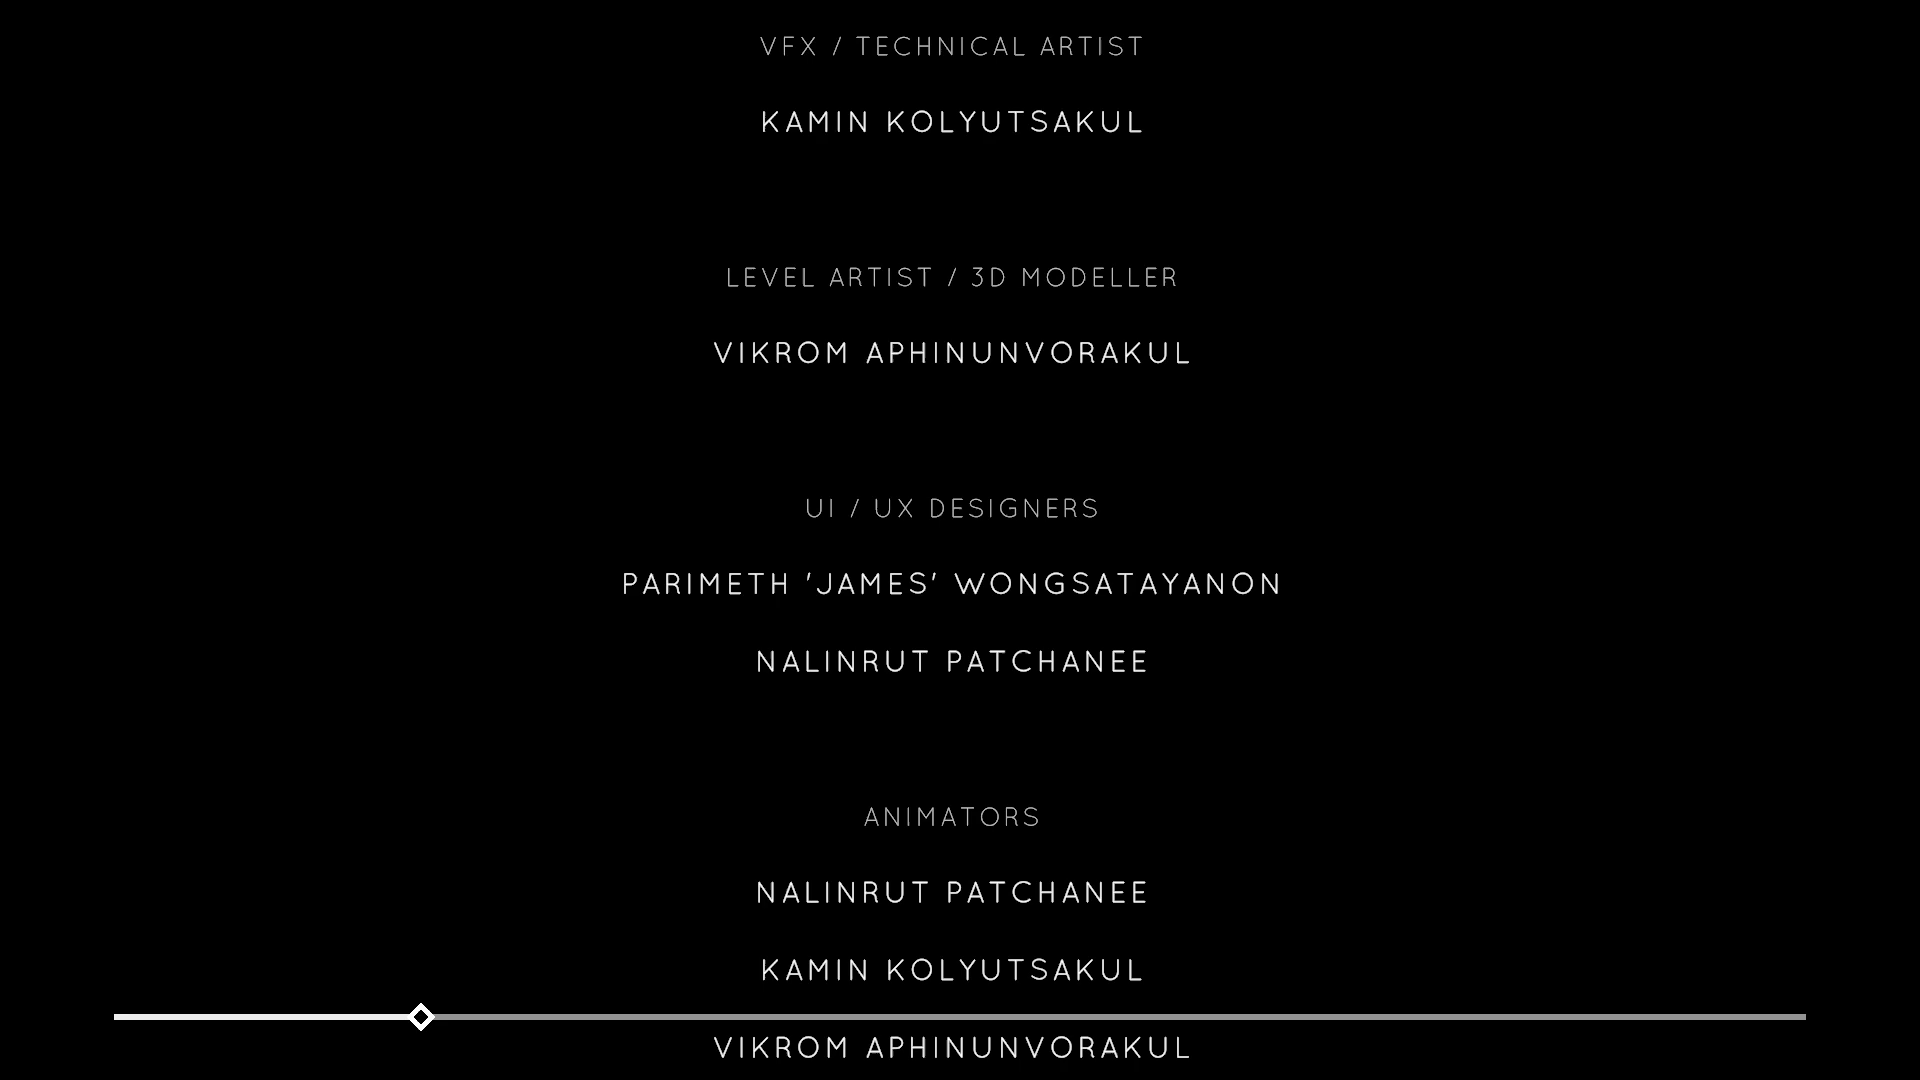 VFX / TECHNICAL ARTIST
KAMIN KOLYUTSAKUL
LEVEL ARTIST / 3D MODELLER
VIKROM APHINUNVORAKUL
UI / UX DESIGNERS
PARIMETH 'JAMES' WONGSATAYANON
NALINRUT PATCHANEE
ANIMATORS
NALINRUT PATCHANEE
KAMIN KOLYUTSAKUL
VIKROM APHINUNVORAKUL